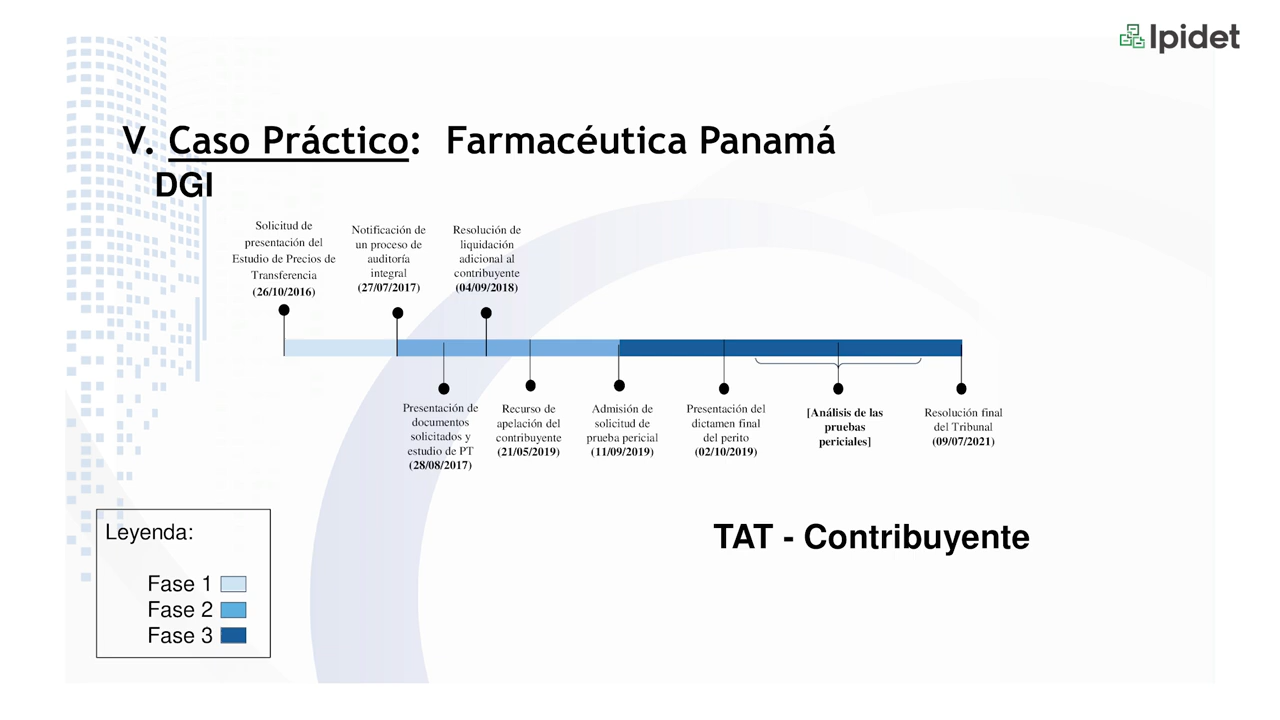 Ipidet
V. Caso Práctico: Farmacéutica Panamá
DGI
Solicitud de
presentación del
Estudio de Precios de
Transferencia
(26/10/2016)
Notificación de
un proceso de
auditoría
integral
(27/07/2017)
Resolución de
liquidación
adicional al
contribuyente
(04/09/2018)
Presentación de
documentos
solicitados y
estudio de PT
(28/08/2017)
Recurso de
apelación del
contribuyente
(21/05/2019)
Admisión de
solicitud de
prueba pericial
(11/09/2019)
Presentación del
dictamen final
del perito
(02/10/2019)
[Análisis de las
pruebas
periciales]
Resolución final
del Tribunal
(09/07/2021)
TAT - Contribuyente
Leyenda:
Fase 1
Fase 2
Fase 3